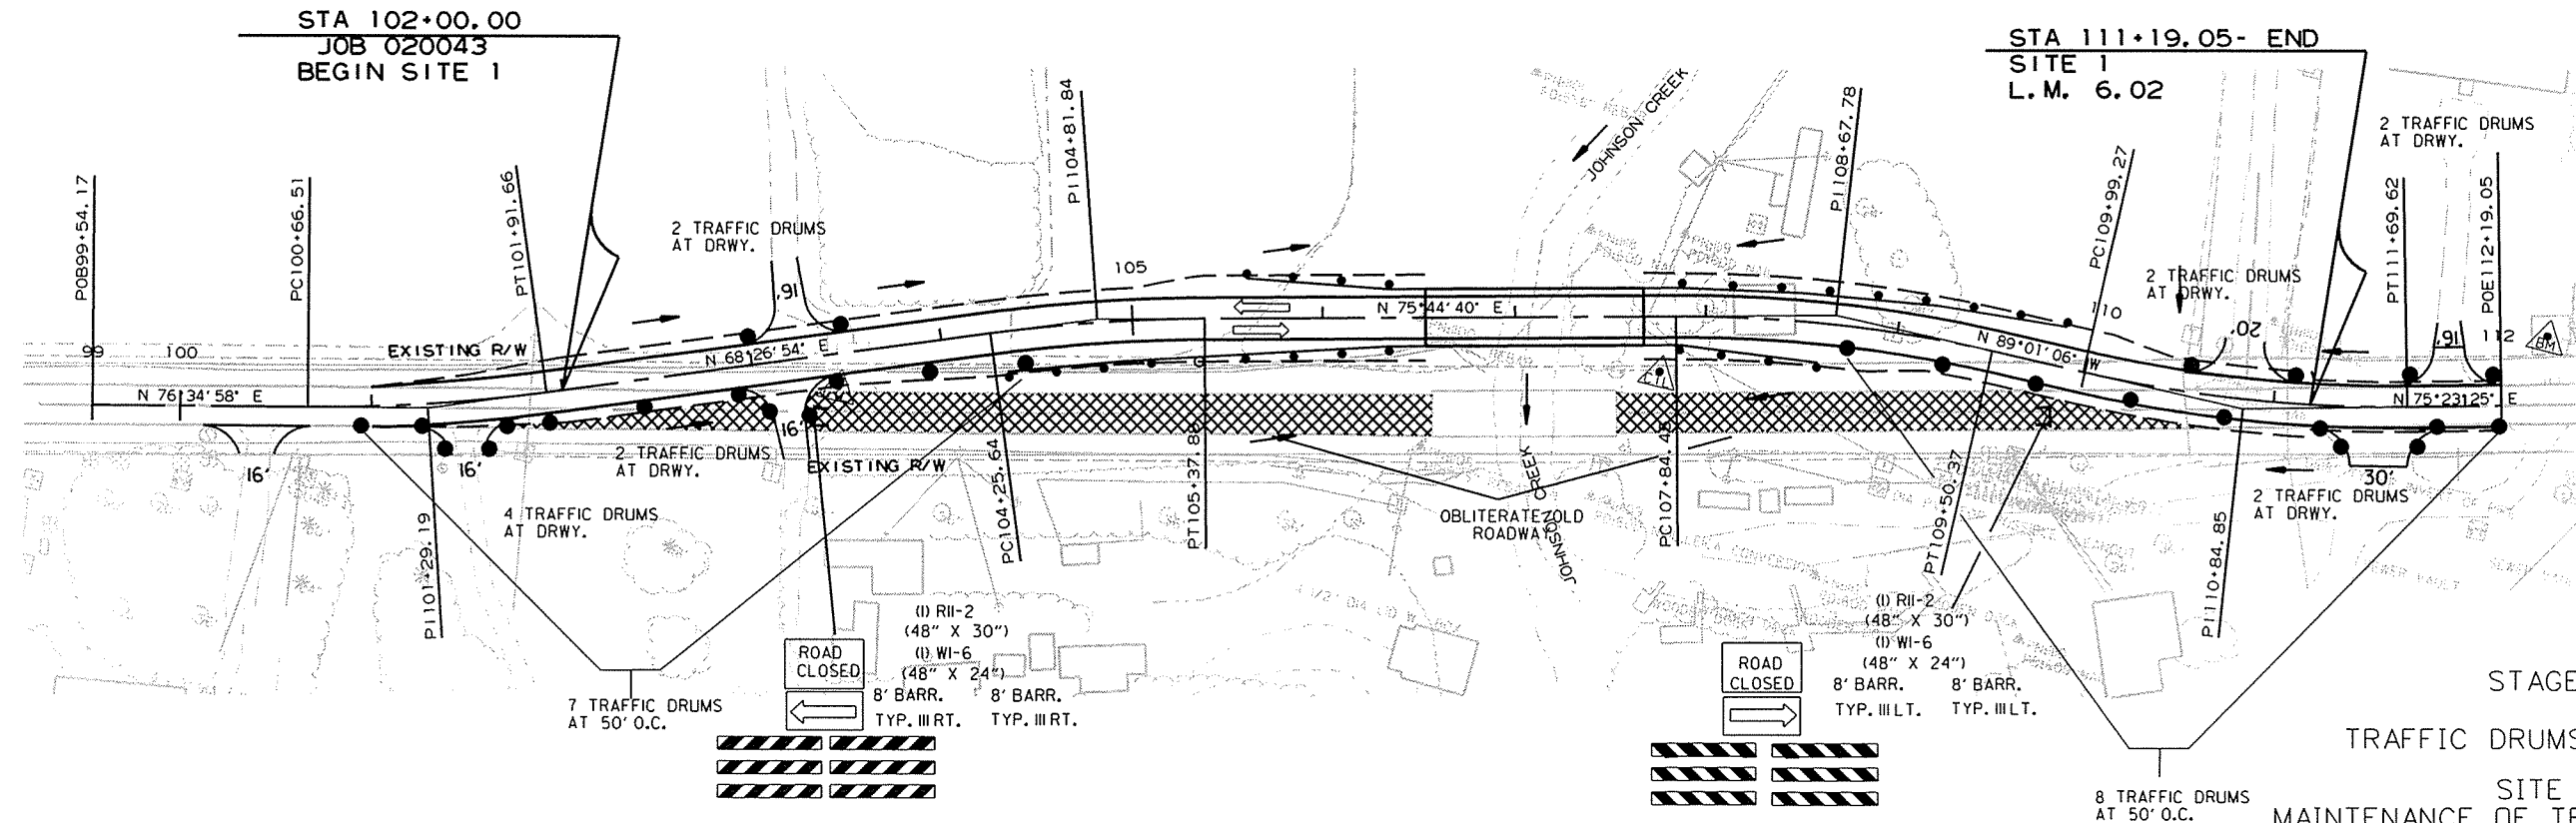 STA 102+00.00
JOB 020043
BEGIN SITE 1
STA 111+19.05- END
SITE 1
L.M. 6.02
2 TRAFFIC DRUMS
AT DRWY.
POB99+54.17
PC100+66.51
PT101+91.66
2 TRAFFIC DRUMS
AT DRWY.
PI104+81.84
JOHNSON CREEK
PI108+67.78
PC109+99.27
2 TRAFFIC DRUMS
AT DRWY.
PT111+69.62
POE112+19.05
16'
105
110
20'
16'
112
BM
99
100
EXISTING R/W
N 68°26'54" E
N 75°44'40" E
N 89°01'06" W
N 76°34'58" E
N 75°23'25" E
16'
16'
16'
2 TRAFFIC DRUMS
AT DRWY.
EXISTING R/W
30'
2 TRAFFIC DRUMS
AT DRWY.
4 TRAFFIC DRUMS
AT DRWY.
PI101+29.19
PC104+25.64
OBLITERATE OLD
ROADWAY
JOHNSON CREEK
PT109+50.37
PI110+84.85
(1) R11-2
(48" X 30")
(1) W1-6
(48" X 24")
ROAD
CLOSED
8' BARR.
TYP. III RT.
8' BARR.
TYP. III RT.
(1) R11-2
(48" X 30")
(1) W1-6
(48" X 24")
ROAD
CLOSED
8' BARR.
TYP. III LT.
8' BARR.
TYP. III LT.
7 TRAFFIC DRUMS
AT 50' O.C.
8 TRAFFIC DRUMS
AT 50' O.C.
STAGE
TRAFFIC DRUMS
SITE
MAINTENANCE OF